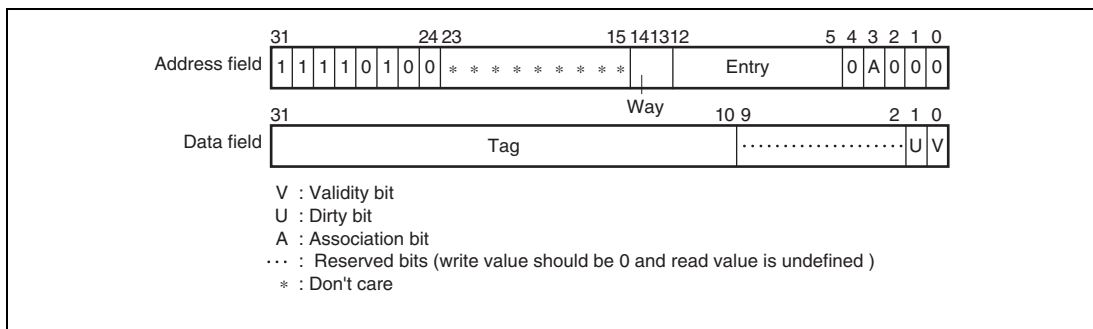 31 24 23 15 14 13 12 5 4 3 2 1 0
Address field 1 1 1 1 0 1 0 0 * * * * * * * * * Entry 0 A 0 0 0
Way
31 10 9 2 1 0
Data field Tag ···················· U V
V : Validity bit
U : Dirty bit
A : Association bit
··· : Reserved bits (write value should be 0 and read value is undefined )
* : Don't care